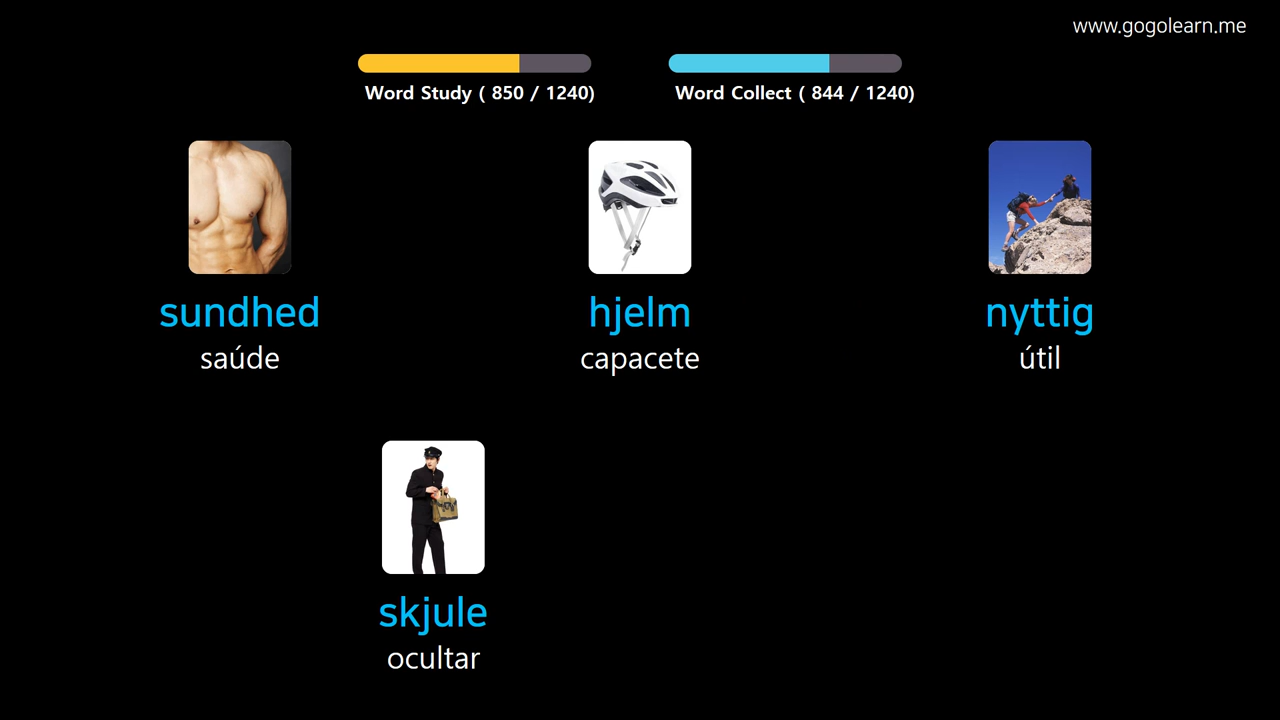 www.gogolearn.me
Word Study ( 850 / 1240)
Word Collect ( 844 / 1240)
sundhed
saúde
hjelm
capacete
nyttig
útil
skjule
ocultar